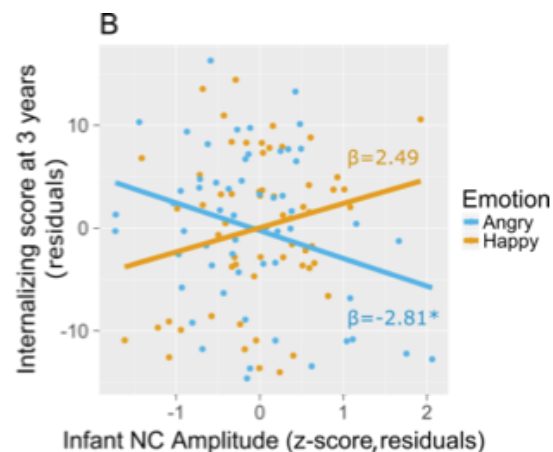 B
Internalizing score at 3 years
(residuals)
10
0
-10
β=2.49
β=-2.81*
Emotion
Angry
Happy
-1
0
1
2
Infant NC Amplitude (z-score,residuals)